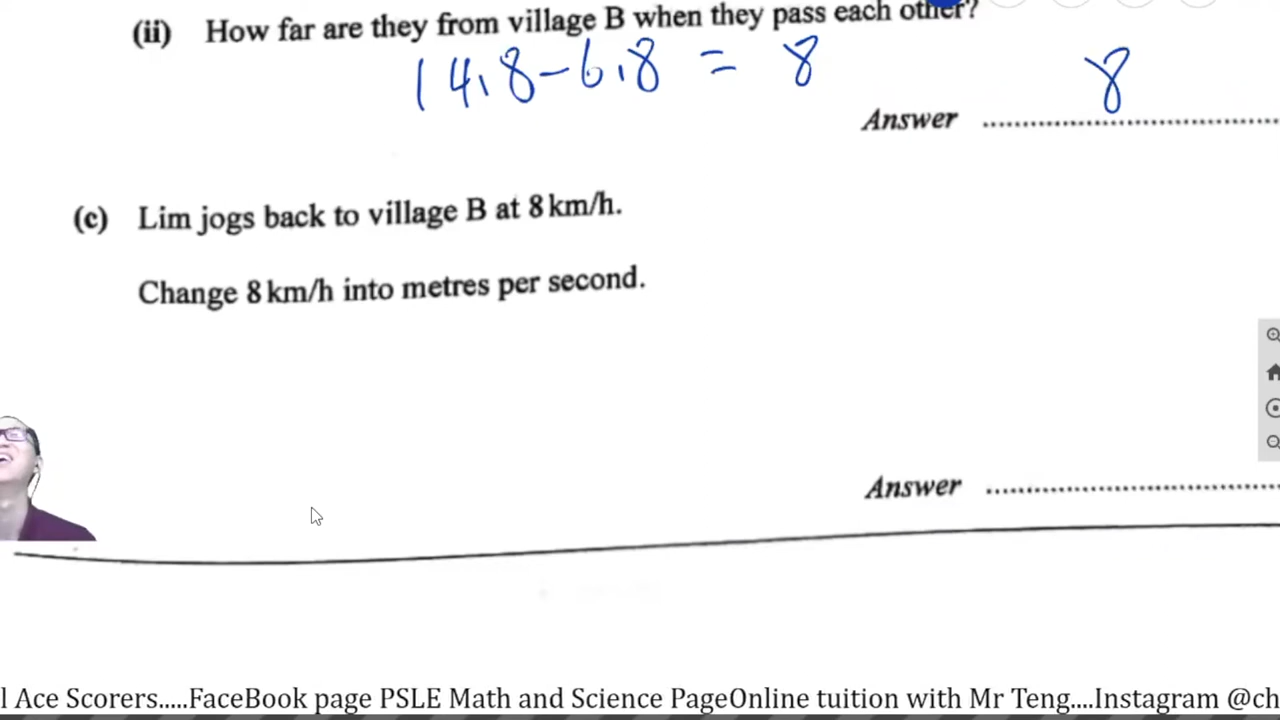 (ii) How far are they from village B when they pass each other?
14.8-6.8 = 8
8
Answer ........................................
(c) Lim jogs back to village B at 8 km/h.
Change 8 km/h into metres per second.
Answer ........................................
l Ace Scorers.....FaceBook page PSLE Math and Science PageOnline tuition with Mr Teng....Instagram @ch